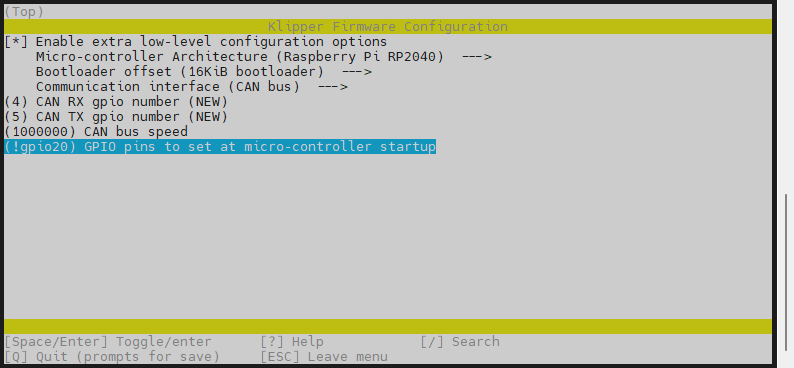 (Top)
Klipper Firmware Configuration
[*] Enable extra low-level configuration options
Micro-controller Architecture (Raspberry Pi RP2040)  --->
Bootloader offset (16KiB bootloader)  --->
Communication interface (CAN bus)  --->
(4) CAN RX gpio number (NEW)
(5) CAN TX gpio number (NEW)
(1000000) CAN bus speed
(!gpio20) GPIO pins to set at micro-controller startup
[Space/Enter] Toggle/enter     [?] Help     [/] Search
[Q] Quit (prompts for save)     [ESC] Leave menu